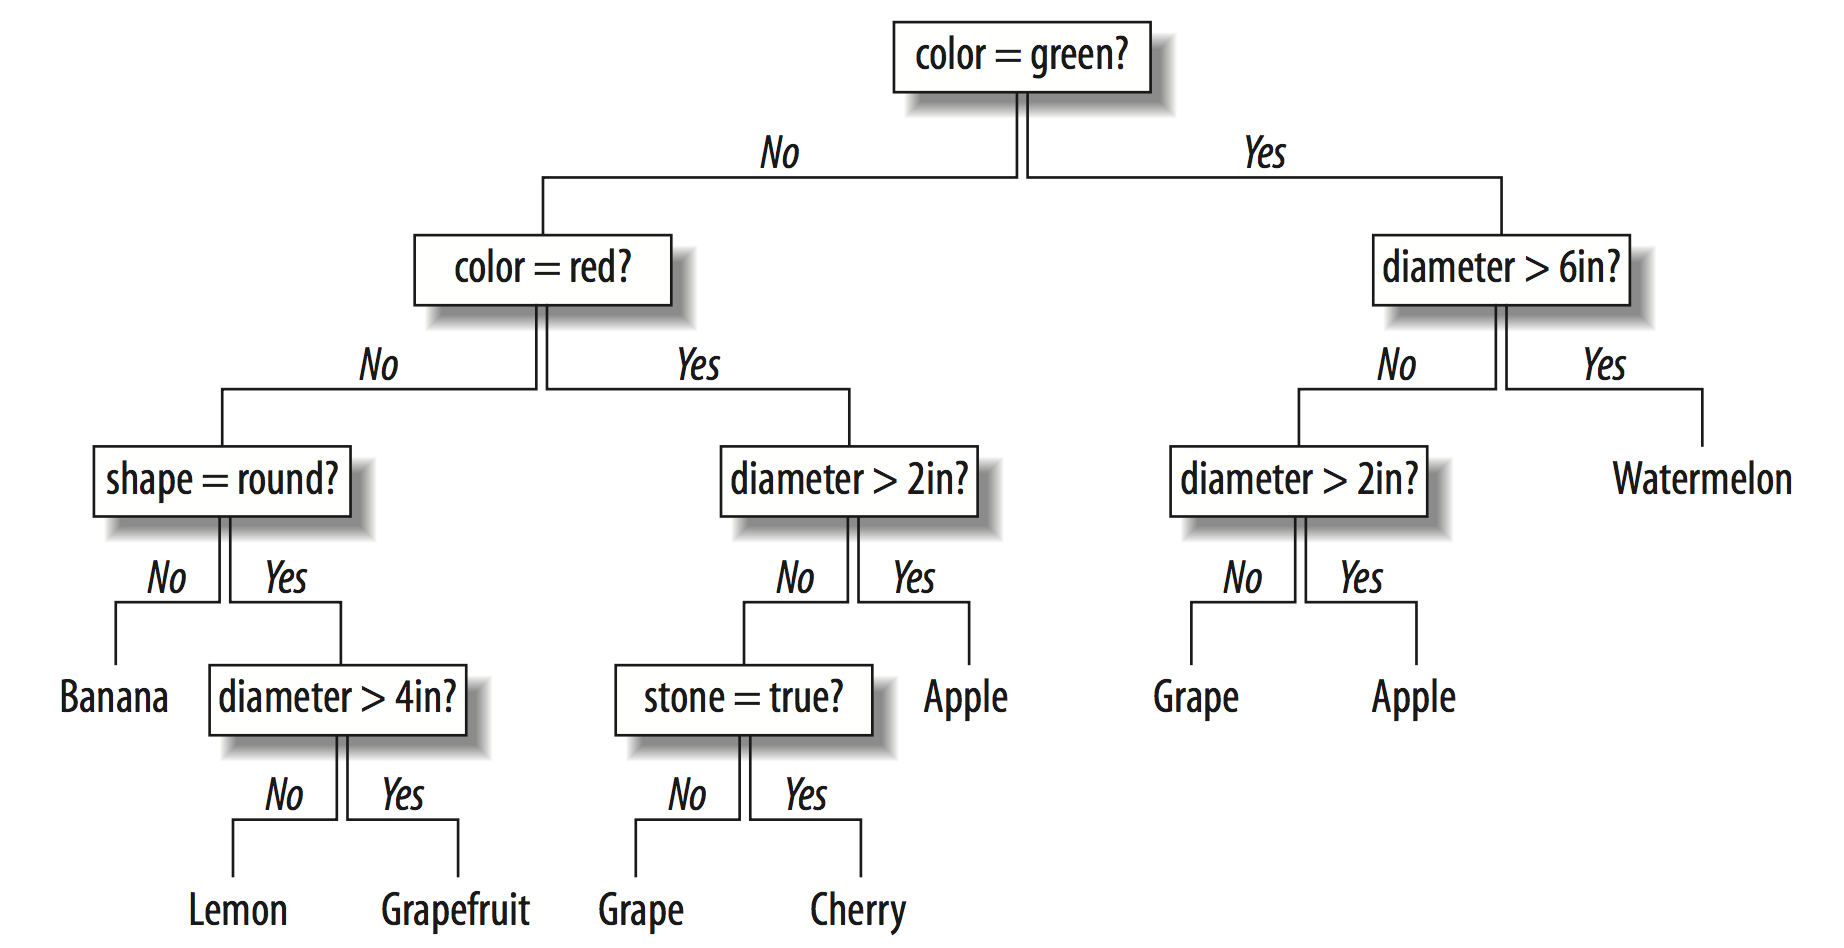 color = green?
No
Yes
color = red?
diameter > 6in?
No
Yes
No
Yes
shape = round?
diameter > 2in?
diameter > 2in?
Watermelon
No
Yes
No
Yes
No
Yes
Banana
diameter > 4in?
stone = true?
Apple
Grape
Apple
No
Yes
No
Yes
Lemon
Grapefruit
Grape
Cherry